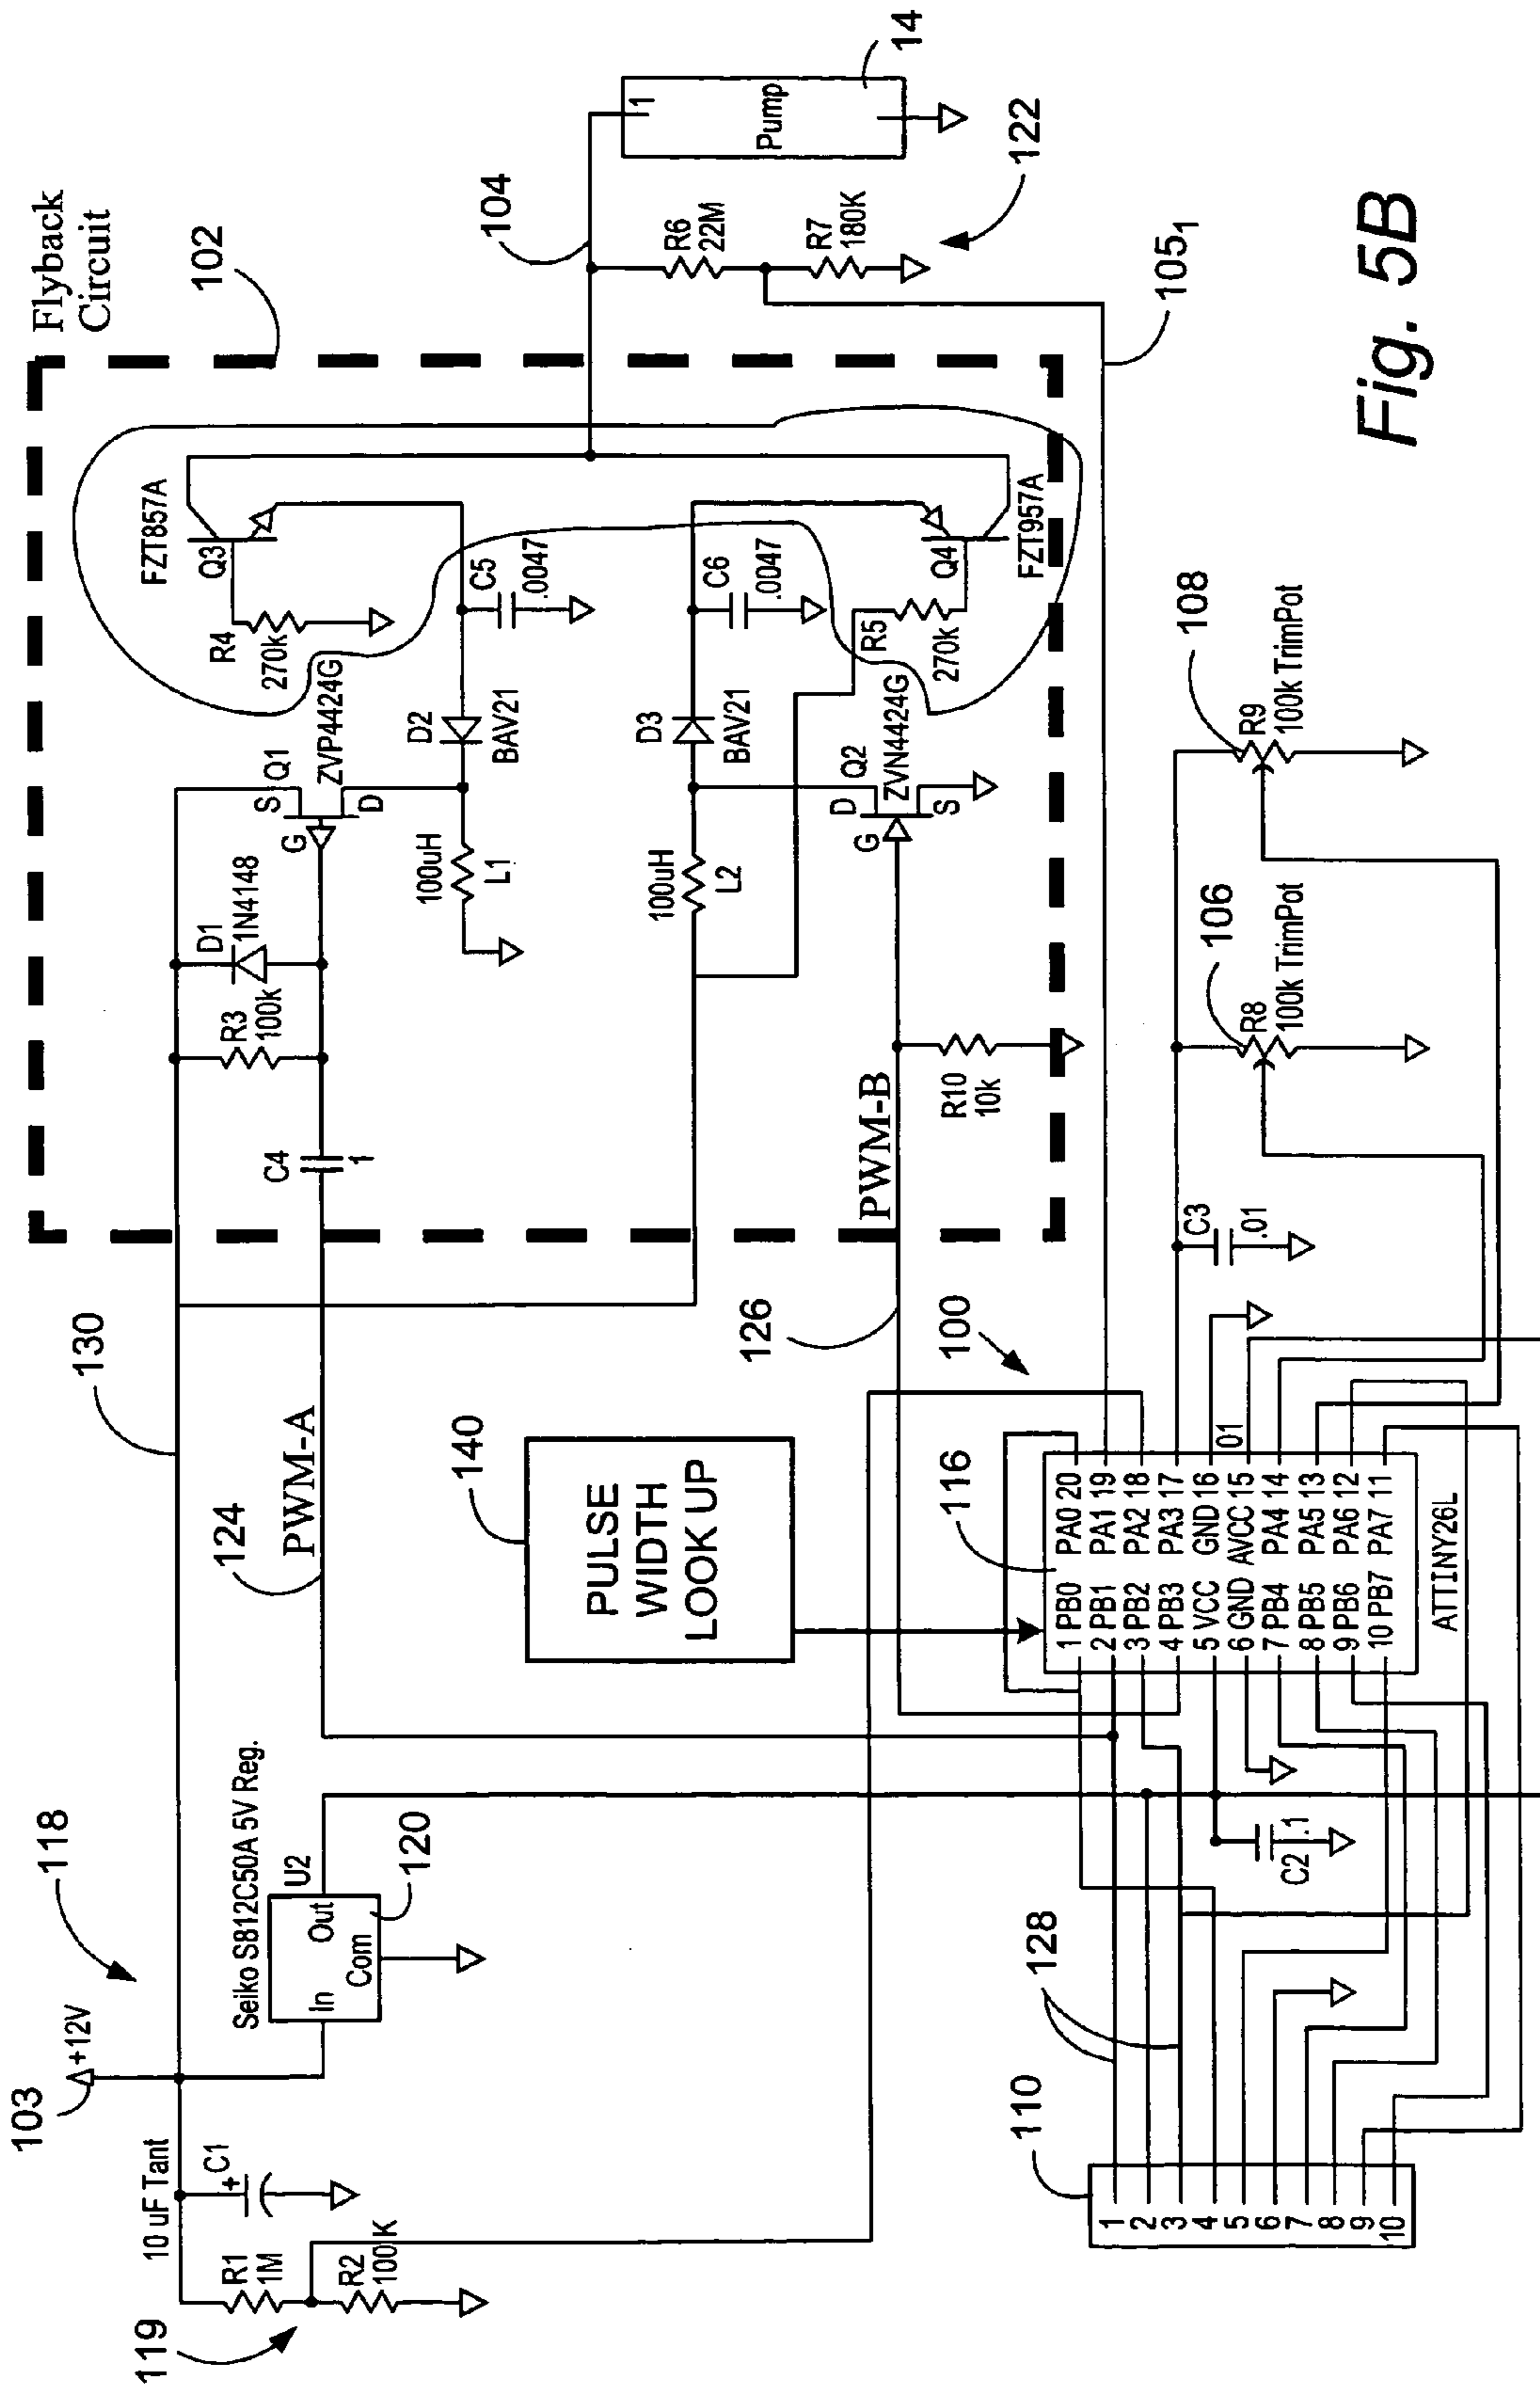 Flyback
Circuit
102
130
124
PWM-A
118
103
+12V
10 uF Tant
C1
+
R1
1M
R2
100K
119
Seiko S812C50A 5V Reg.
U2
In
Out
Com
120
C4
1
R3
100k
D1
1N4148
S
Q1
G
D
ZVP4424G
R4
270k
Q3
FZT857A
100uH
L1
D2
BAV21
C5
.0047
100uH
L2
D3
BAV21
C6
.0047
R5
270k
Q4
FZT957A
D
Q2
G
S
ZVN4424G
PWM-B
R10
10k
126
104
R6
22M
R7
180K
122
Pump
1
14
105₁
140
PULSE
WIDTH
LOOK UP
100
116
1 PB0 PA0 20
2 PB1 PA1 19
3 PB2 PA2 18
4 PB3 PA3 17
5 VCC GND 16
6 GND AVCC 15
7 PB4 PA4 14
8 PB5 PA5 13
9 PB6 PA6 12
10 PB7 PA7 11
ATTINY26L
01
C2
.1
C3
.01
106
R8
100k TrimPot
108
R9
100k TrimPot
128
110
1
2
3
4
5
6
7
8
9
10
Fig. 5B